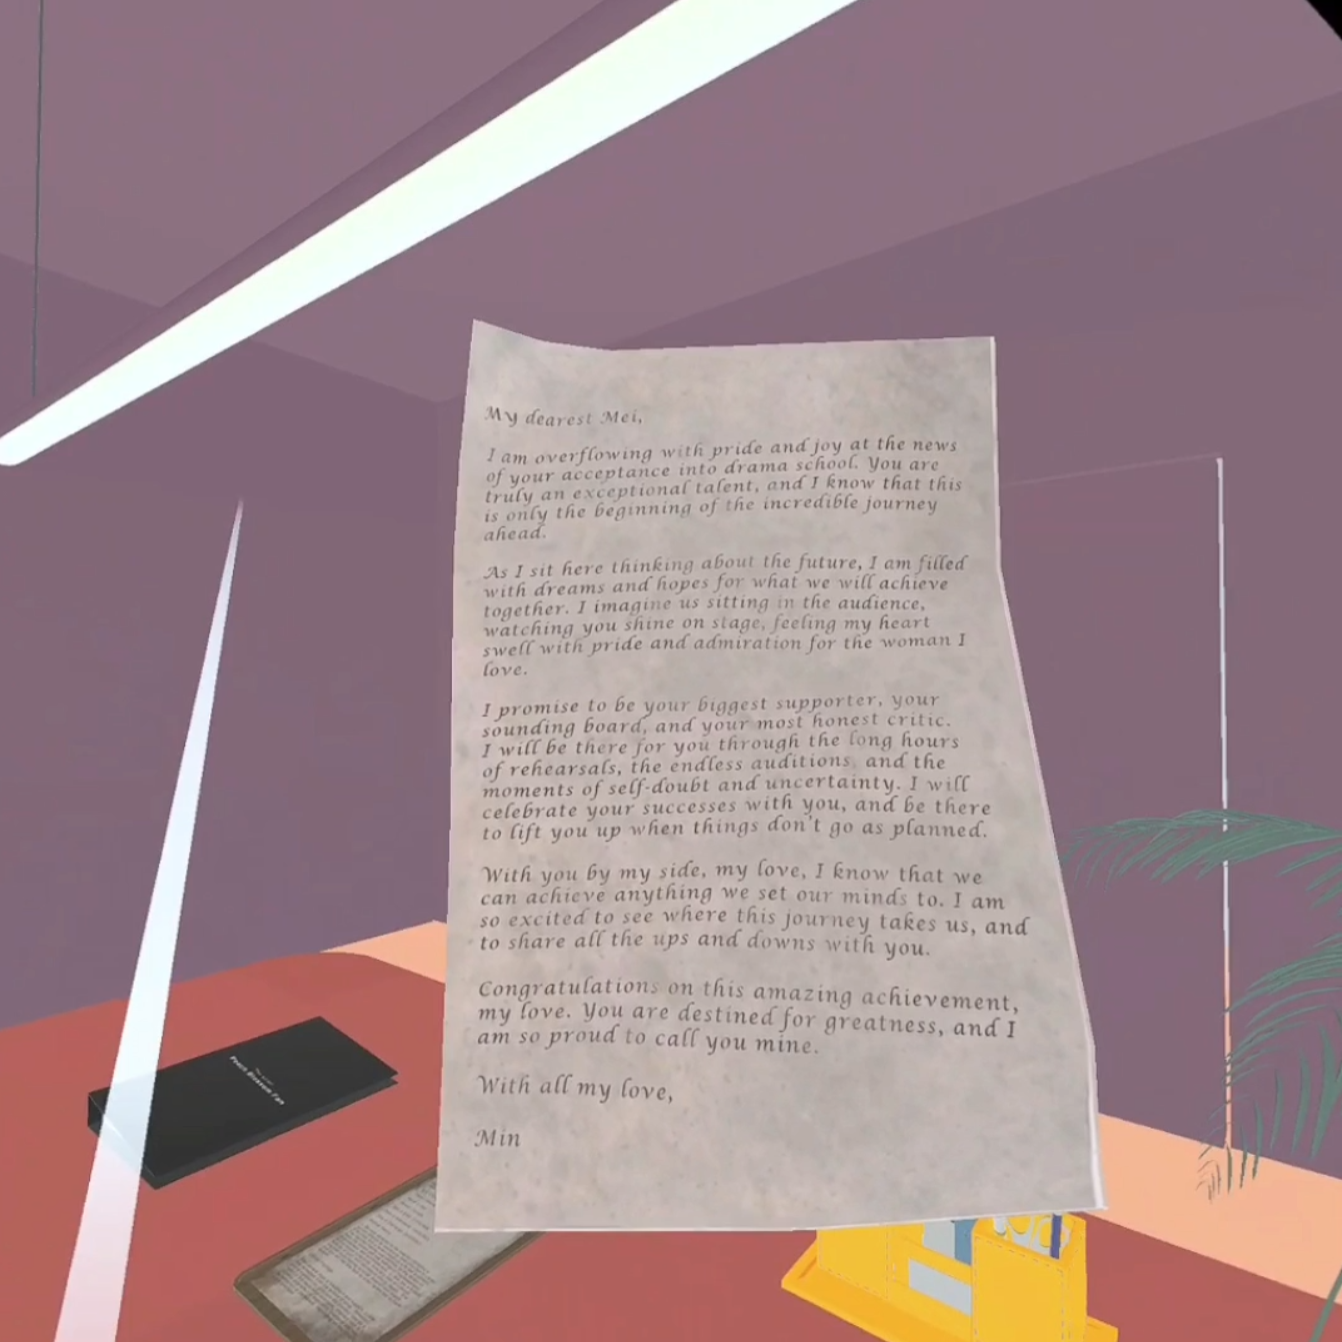 My dearest Mei,
I am overflowing with pride and joy at the news
of your acceptance into drama school. You are
truly an exceptional talent, and I know that this
is only the beginning of the incredible journey
ahead.
As I sit here thinking about the future, I am filled
with dreams and hopes for what we will achieve
together. I imagine us sitting in the audience,
watching you shine on stage, feeling my heart
swell with pride and admiration for the woman I
love.
I promise to be your biggest supporter, your
sounding board, and your most honest critic.
I will be there for you through the long hours
of rehearsals, the endless auditions, and the
moments of self-doubt and uncertainty. I will
celebrate your successes with you, and be there
to lift you up when things don't go as planned.
With you by my side, my love, I know that we
can achieve anything we set our minds to. I am
so excited to see where this journey takes us, and
to share all the ups and downs with you.
Congratulations on this amazing achievement,
my love. You are destined for greatness, and I
am so proud to call you mine.
With all my love,
Min
Peach Blossom Fan